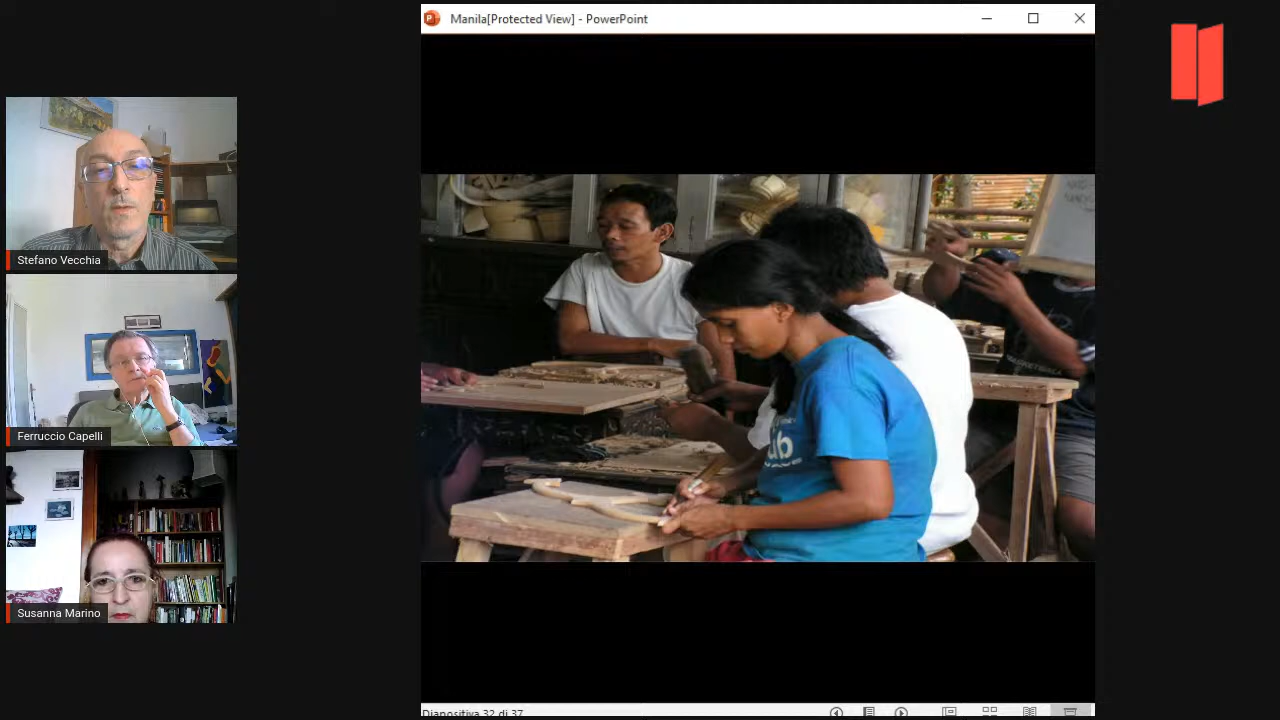 Manila[Protected View] - PowerPoint
Stefano Vecchia
Ferruccio Capelli
Susanna Marino
Diapositiva 32 di 37